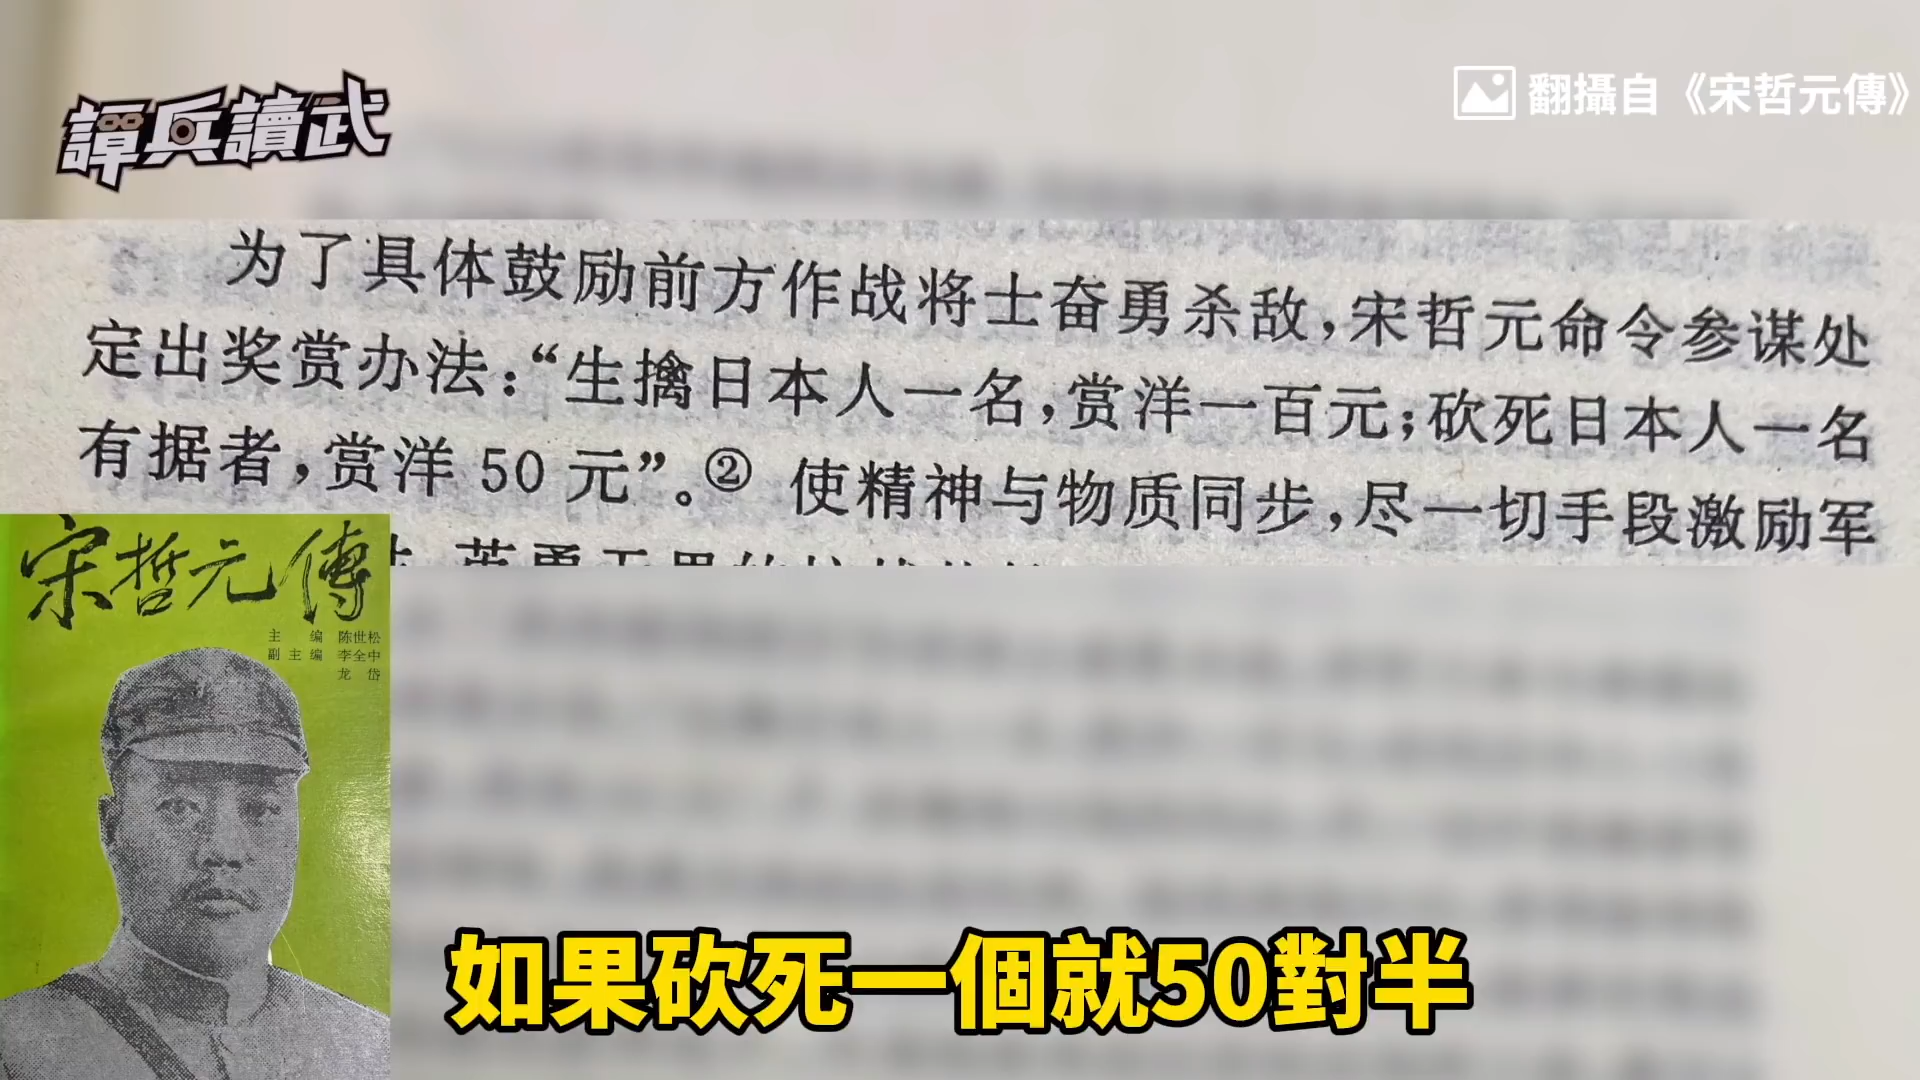 譚兵讀武
翻攝自《宋哲元傳》
为了具体鼓励前方作战将士奋勇杀敌，宋哲元命令参谋处
定出奖赏办法：“生擒日本人一名，赏洋一百元；砍死日本人一名
有据者，赏洋 50 元”。② 使精神与物质同步，尽一切手段激励军
宋哲元傳
主 编 陈世松
副 主 编 李全中
龙 岱
如果砍死一個就50對半